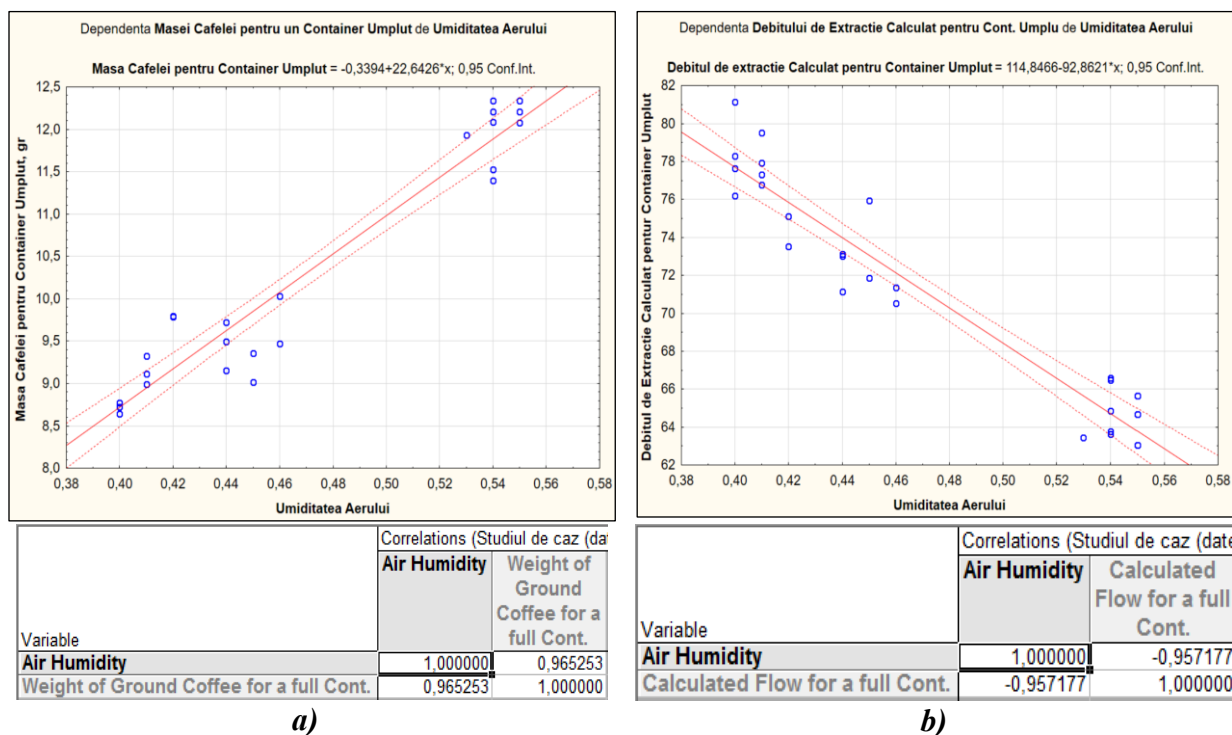 Dependenta Masei Cafelei pentru un Container Umplut de Umiditatea Aerului
Masa Cafelei pentru Container Umplut = -0,3394+22,6426*x; 0,95 Conf.Int.
12,5
12,0
11,5
11,0
10,5
10,0
9,5
9,0
8,5
8,0
Masa Cafelei pentru Container Umplut, gr
0,38 0,40 0,42 0,44 0,46 0,48 0,50 0,52 0,54 0,56 0,58
Umiditatea Aerului
Correlations (Studiul de caz (da
Air Humidity
Weight of
Ground
Coffee for a
full Cont.
Variable
Air Humidity 1,000000 0,965253
Weight of Ground Coffee for a full Cont. 0,965253 1,000000
a)
Dependenta Debitului de Extractie Calculat pentru Cont. Umplu de Umiditatea Aerului
Debitul de extractie Calculat pentru Container Umplut = 114,8466-92,8621*x; 0,95 Conf.Int.
82
80
78
76
74
72
70
68
66
64
62
Debitul de Extractie Calculat pentur Container Umplut
0,38 0,40 0,42 0,44 0,46 0,48 0,50 0,52 0,54 0,56 0,58
Umiditatea Aerului
Correlations (Studiul de caz (date
Air Humidity
Calculated
Flow for a full
Cont.
Variable
Air Humidity 1,000000 -0,957177
Calculated Flow for a full Cont. -0,957177 1,000000
b)